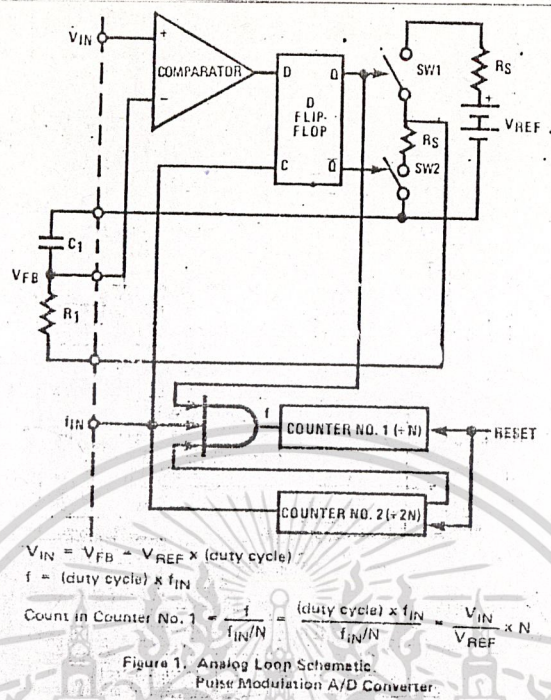 VIN
+
−
COMPARATOR
D
Q
D
FLIP-
FLOP
C
Q̄
SW1
RS
+
VREF
−
RS
SW2
C1
VFB
R1
fIN
f
COUNTER NO. 1 (÷N)
RESET
COUNTER NO. 2 (÷2N)
VIN = VFB = VREF x (duty cycle)
f = (duty cycle) x fIN
Count in Counter No. 1 = f / fIN/N = (duty cycle) x fIN / fIN/N = VIN / VREF x N
Figure 1. Analog Loop Schematic.
Pulse Modulation A/D Converter.